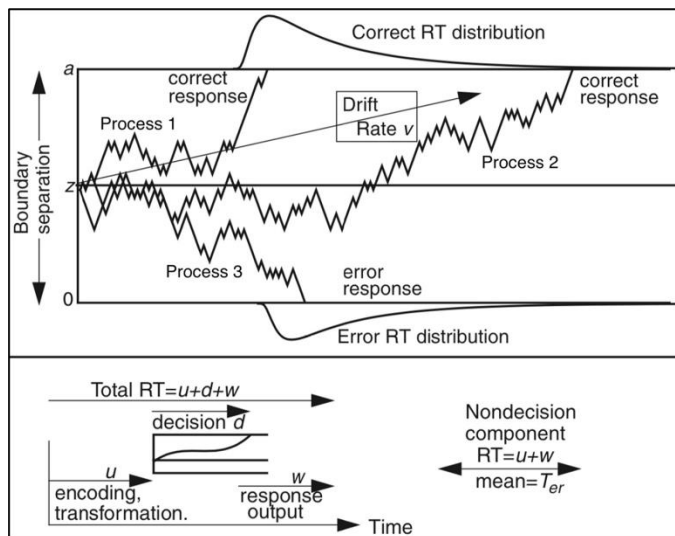 Correct RT distribution
a
correct
response
Drift
Rate v
correct
response
Process 1
Process 2
Boundary
separation
z
Process 3
error
response
0
Error RT distribution
Total RT=u+d+w
decision d
u
encoding,
transformation.
w
response
output
Time
Nondecision
component
RT=u+w
mean=Ter